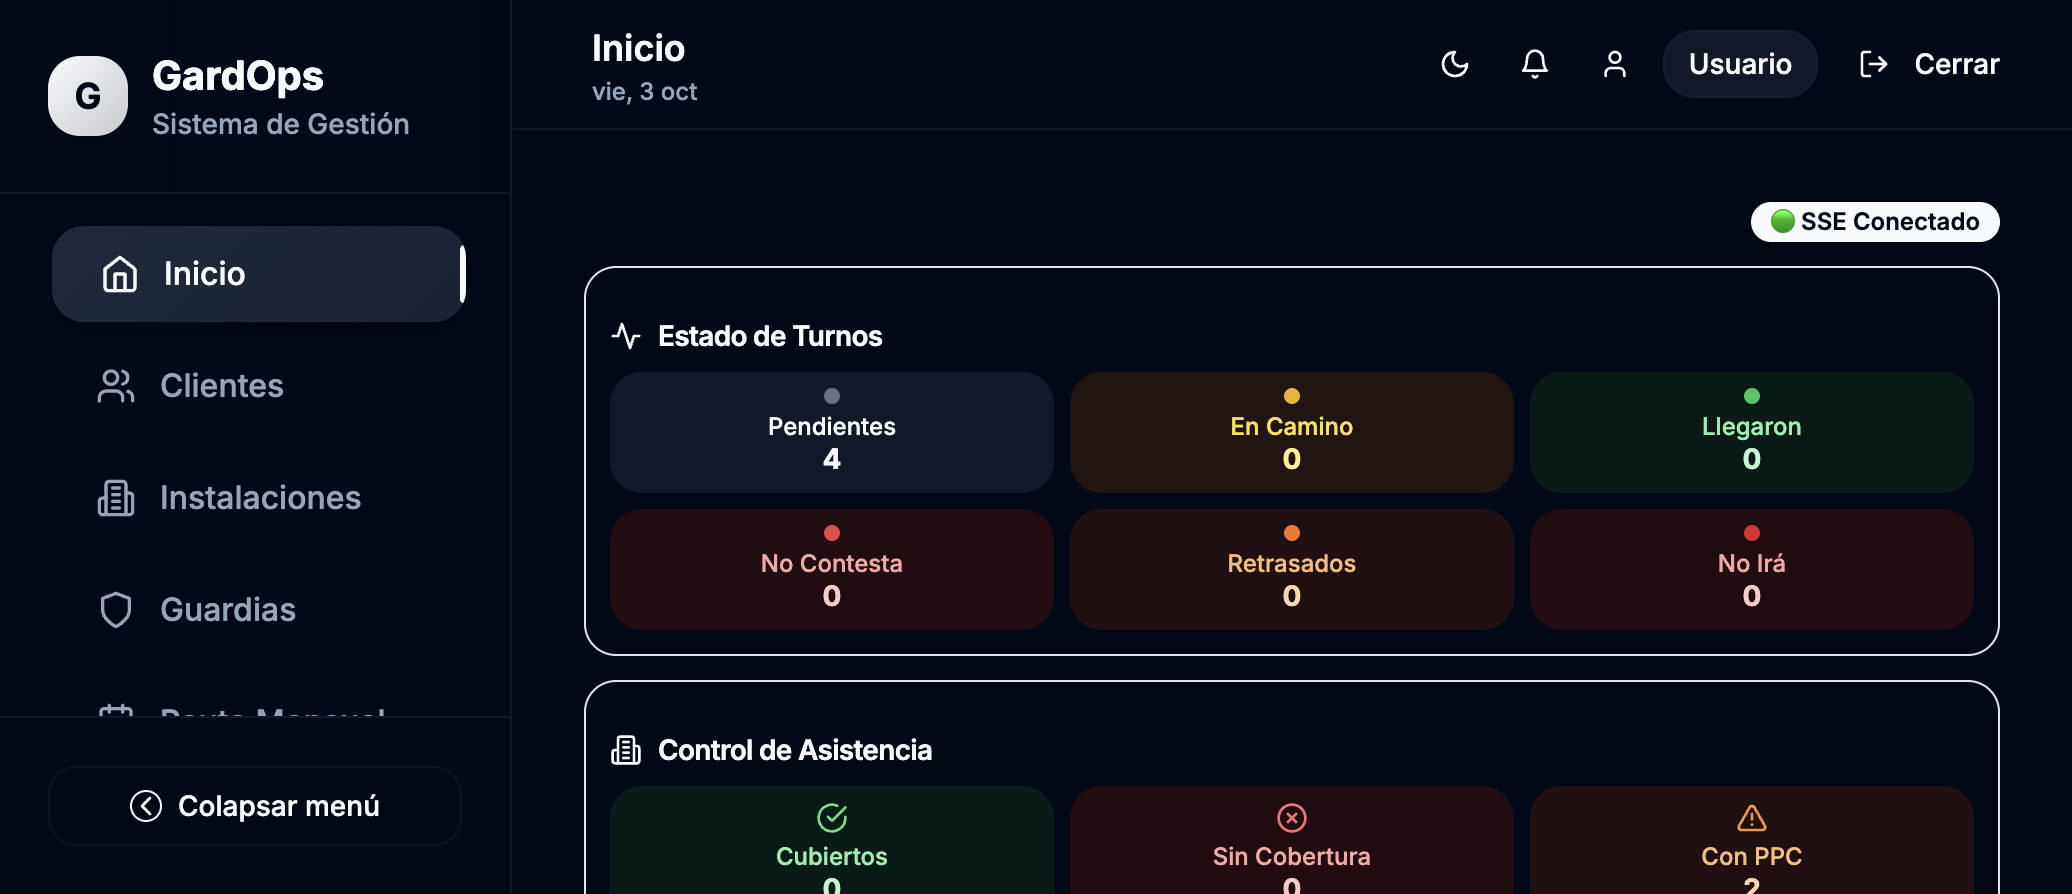 G
GardOps
Sistema de Gestión
Inicio
Clientes
Instalaciones
Guardias
Colapsar menú
Inicio
vie, 3 oct
Usuario
Cerrar
SSE Conectado
Estado de Turnos
Pendientes
4
En Camino
0
Llegaron
0
No Contesta
0
Retrasados
0
No Irá
0
Control de Asistencia
Cubiertos
0
Sin Cobertura
0
Con PPC
2